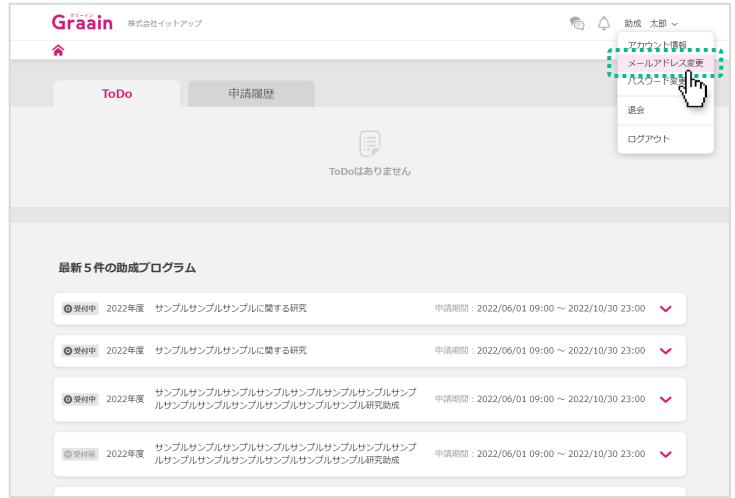 グラーイン
Graain 株式会社イットアップ 助成 太郎
アカウント情報
メールアドレス変更
パスワード変更
退会
ログアウト
ToDo 申請履歴
ToDoはありません
最新５件の助成プログラム
受付中 2022年度 サンプルサンプルサンプルに関する研究 申請期間：2022/06/01 09:00 ～ 2022/10/30 23:00
受付中 2022年度 サンプルサンプルサンプルに関する研究 申請期間：2022/06/01 09:00 ～ 2022/10/30 23:00
受付中 2022年度 サンプルサンプルサンプルサンプルサンプルサンプルサンプルサンプ
ルサンプルサンプルサンプルサンプルサンプルサンプル研究助成 申請期間：2022/06/01 09:00 ～ 2022/10/30 23:00
受付前 2022年度 サンプルサンプルサンプルサンプルサンプルサンプルサンプルサンプ
ルサンプルサンプルサンプルサンプルサンプルサンプル研究助成 申請期間：2022/06/01 09:00 ～ 2022/10/30 23:00